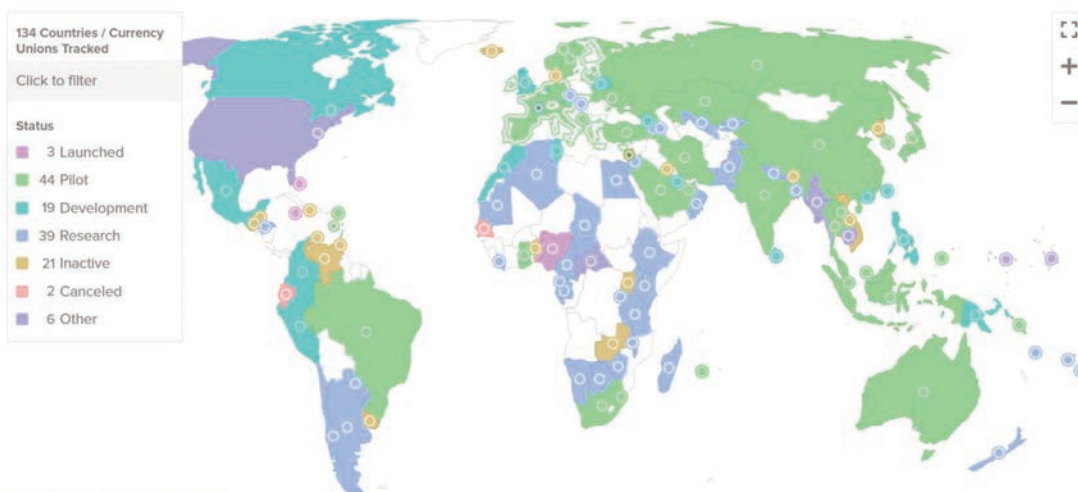 134 Countries / Currency
Unions Tracked
Click to filter
Status
3 Launched
44 Pilot
19 Development
39 Research
21 Inactive
2 Canceled
6 Other
+
−